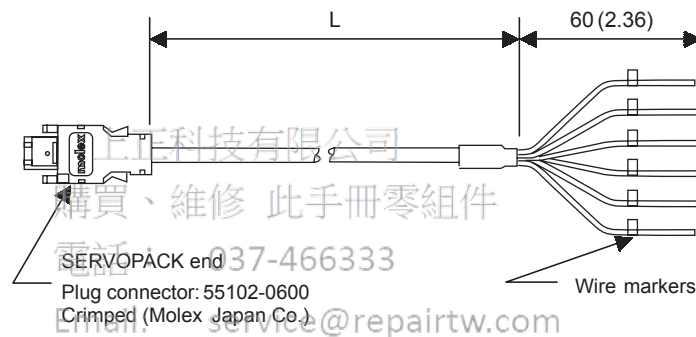 L
60 (2.36)
molex
上正科技有限公司
購買、維修 此手冊零組件
電話： 037-466333
SERVOPACK end
Plug connector: 55102-0600
Crimped (Molex Japan Co.)
Wire markers
Email: service@repairtw.com